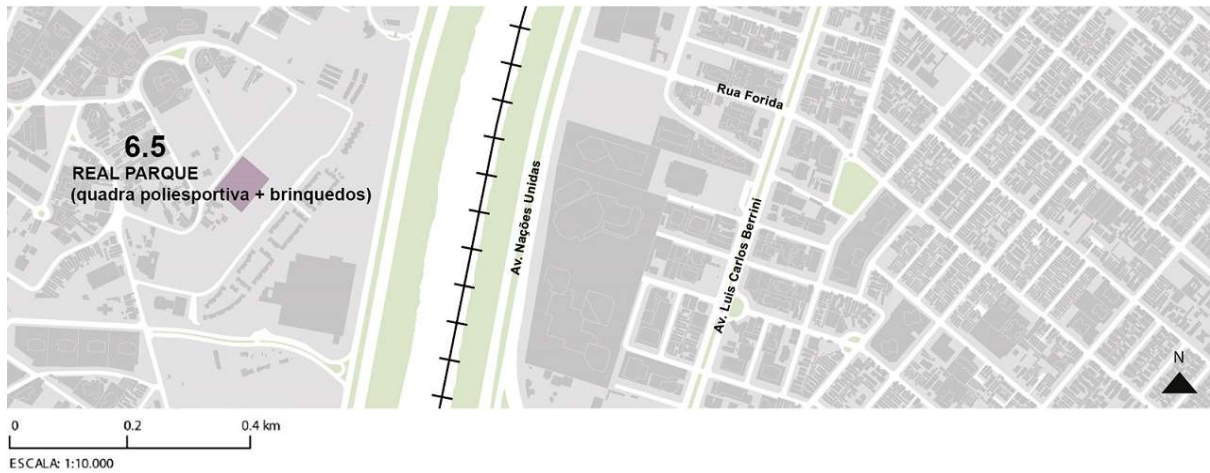 6.5
REAL PARQUE
(quadra poliesportiva + brinquedos)
Av. Nações Unidas
Rua Forida
Av. Luis Carlos Berrini
N
0 0.2 0.4 km
ESCALA: 1:10.000